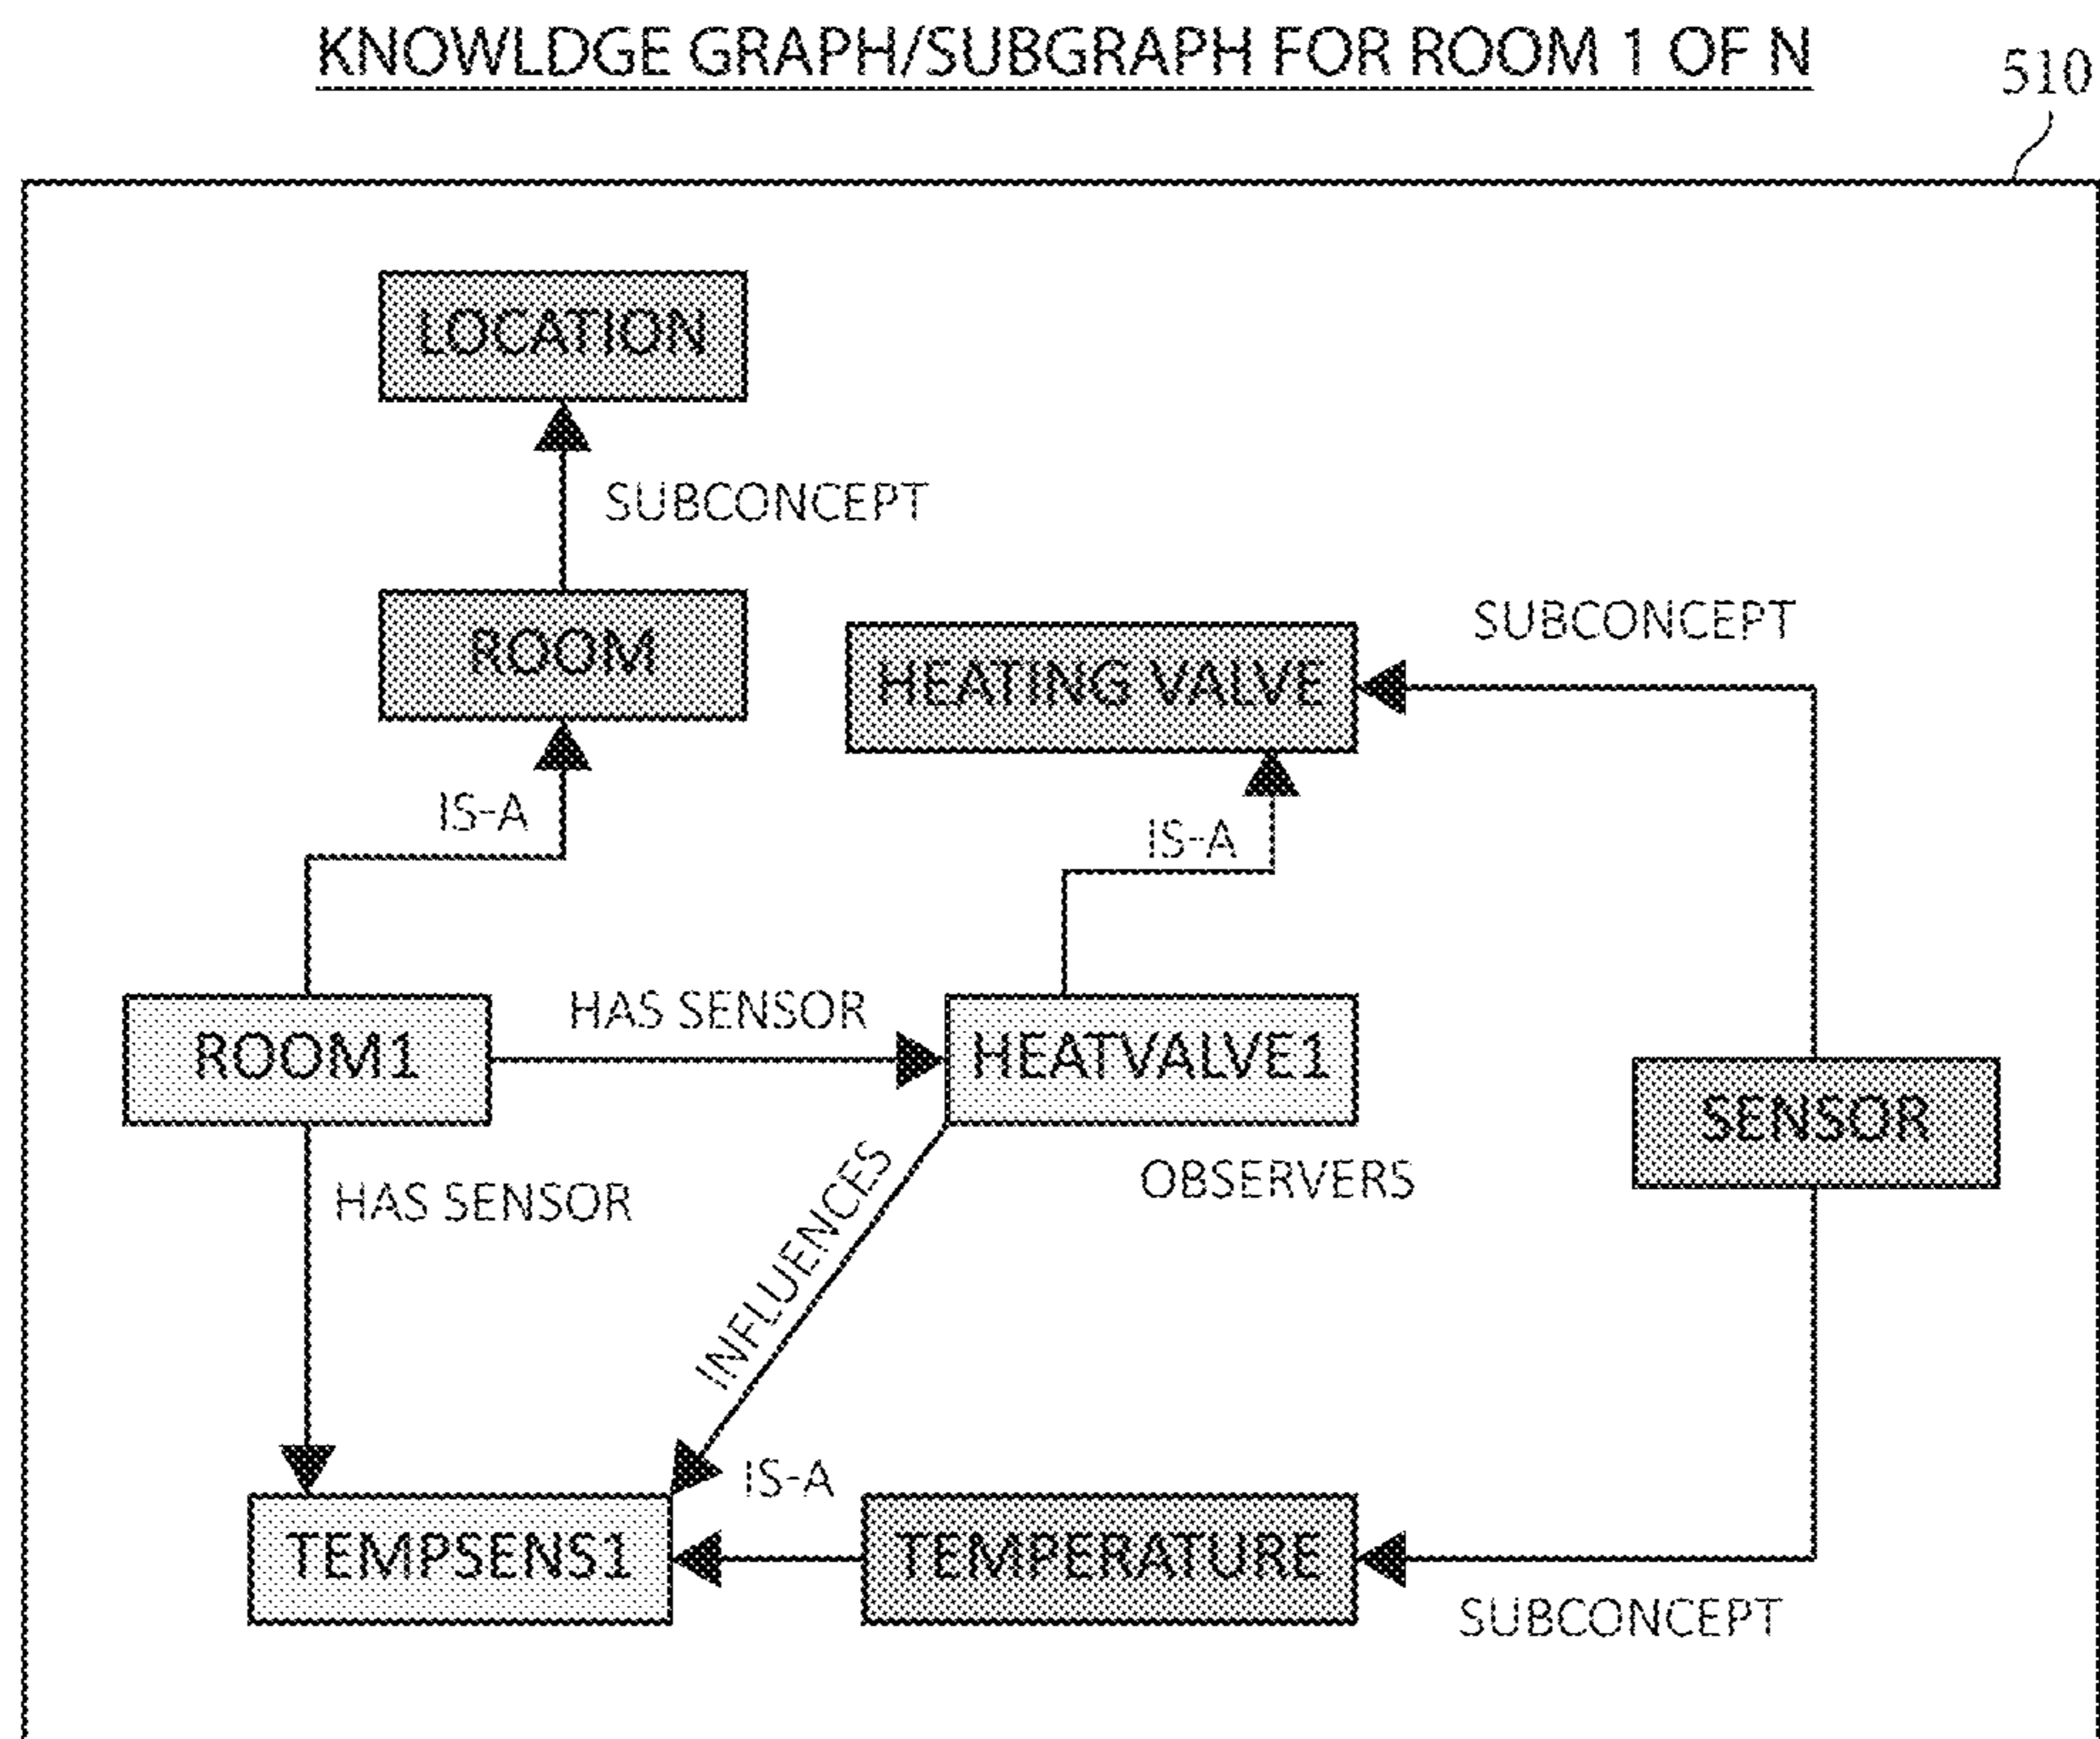 KNOWLDGE GRAPH/SUBGRAPH FOR ROOM 1 OF N
510
LOCATION
SUBCONCEPT
ROOM
HEATING VALVE
SUBCONCEPT
IS-A
IS-A
ROOM1
HAS SENSOR
HEATVALVE1
SENSOR
OBSERVERS
HAS SENSOR
INFLUENCES
IS-A
TEMPSENS1
TEMPERATURE
SUBCONCEPT